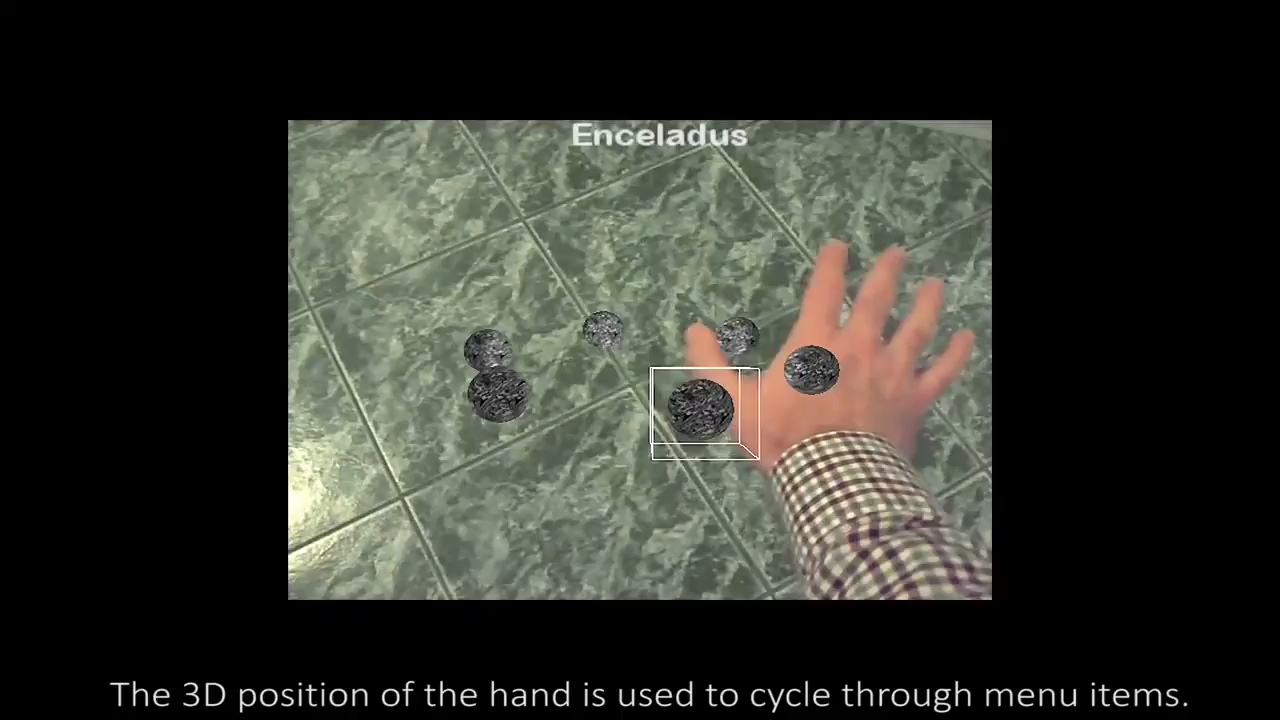 Enceladus
The 3D position of the hand is used to cycle through menu items.